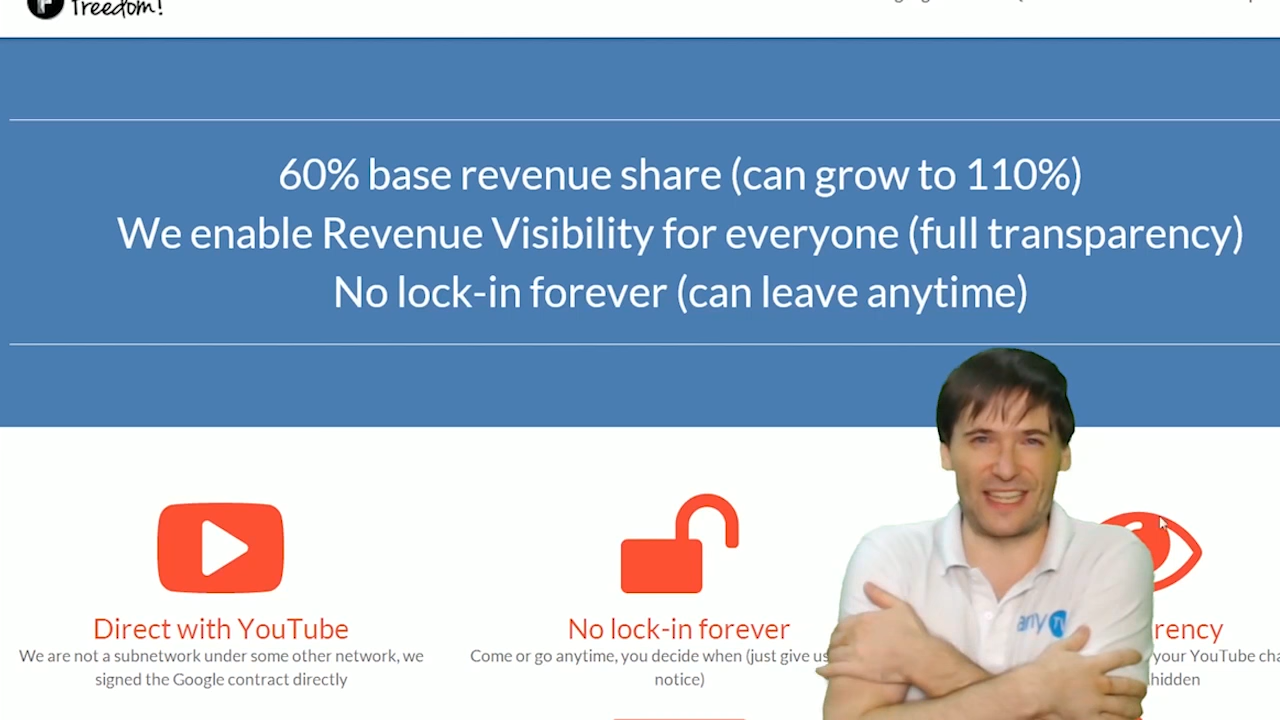 freedom!
60% base revenue share (can grow to 110%)
We enable Revenue Visibility for everyone (full transparency)
No lock-in forever (can leave anytime)
Direct with YouTube
We are not a subnetwork under some other network, we
signed the Google contract directly
No lock-in forever
Come or go anytime, you decide when (just give us
notice)
rency
your YouTube cha
hidden
any TV